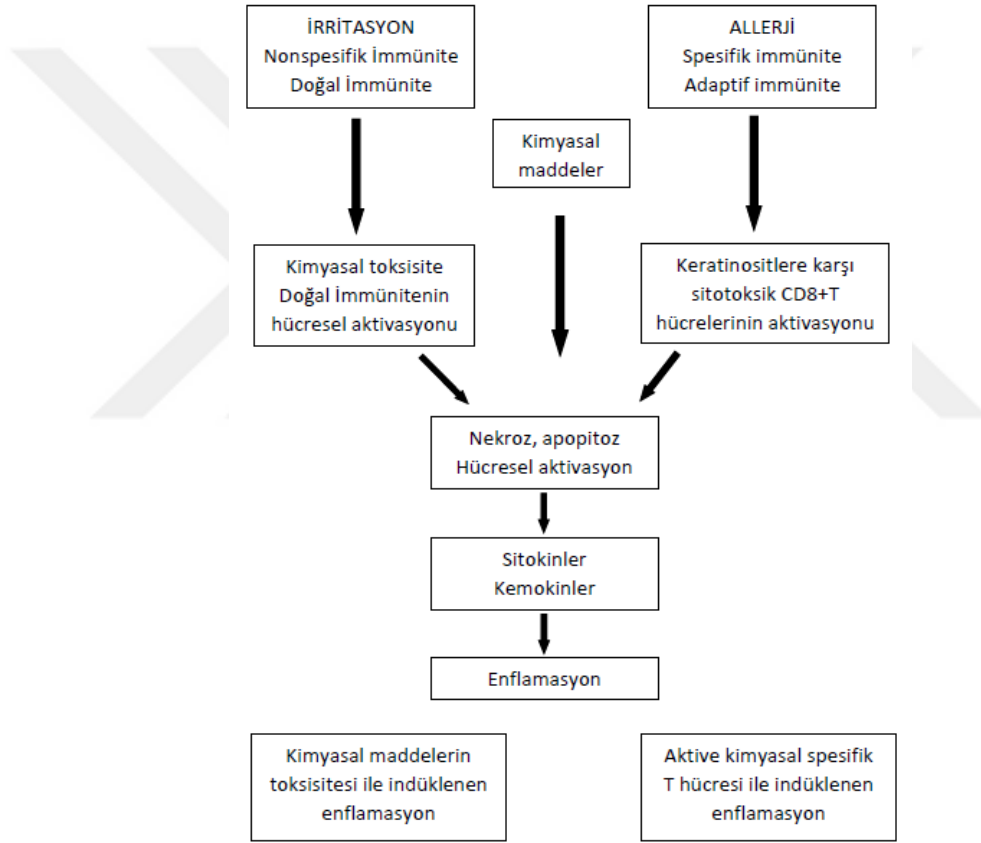 İRRİTASYON
Nonspesifik İmmünite
Doğal İmmünite
ALLERJİ
Spesifik immünite
Adaptif immünite
Kimyasal
maddeler
Kimyasal toksisite
Doğal İmmünitenin
hücresel aktivasyonu
Keratinositlere karşı
sitotoksik CD8+T
hücrelerinin aktivasyonu
Nekroz, apopitoz
Hücresel aktivasyon
Sitokinler
Kemokinler
Enflamasyon
Kimyasal maddelerin
toksisitesi ile indüklenen
enflamasyon
Aktive kimyasal spesifik
T hücresi ile indüklenen
enflamasyon